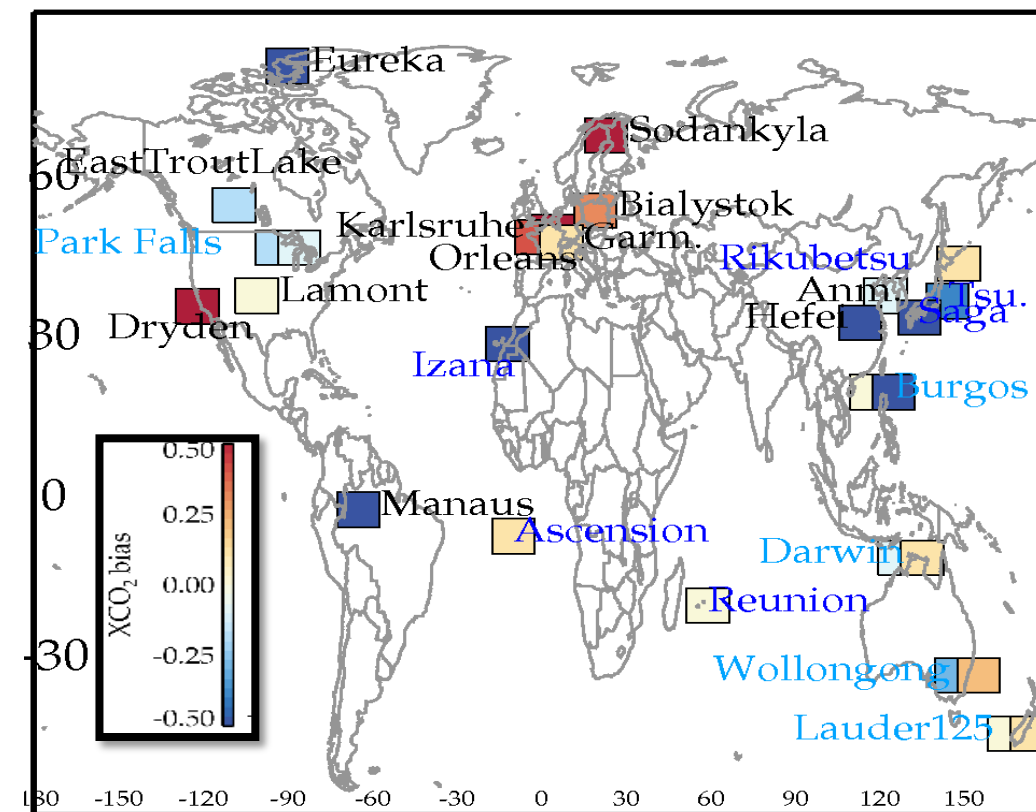 Eureka
Sodankyla
60
EastTroutLake
Bialystok
Karlsruhe
Garm.
Park Falls
Orleans
Rikubetsu
Lamont
Anm.
Tsu.
Dryden
Hefei
Saga
30
Izana
Burgos
0.50
0
Manaus
0.25
Ascension
Darwin
0.00
XCO₂ bias
Reunion
-0.25
-30
Wollongong
-0.50
Lauder125
-180 -150 -120 -90 -60 -30 0 30 60 90 120 150